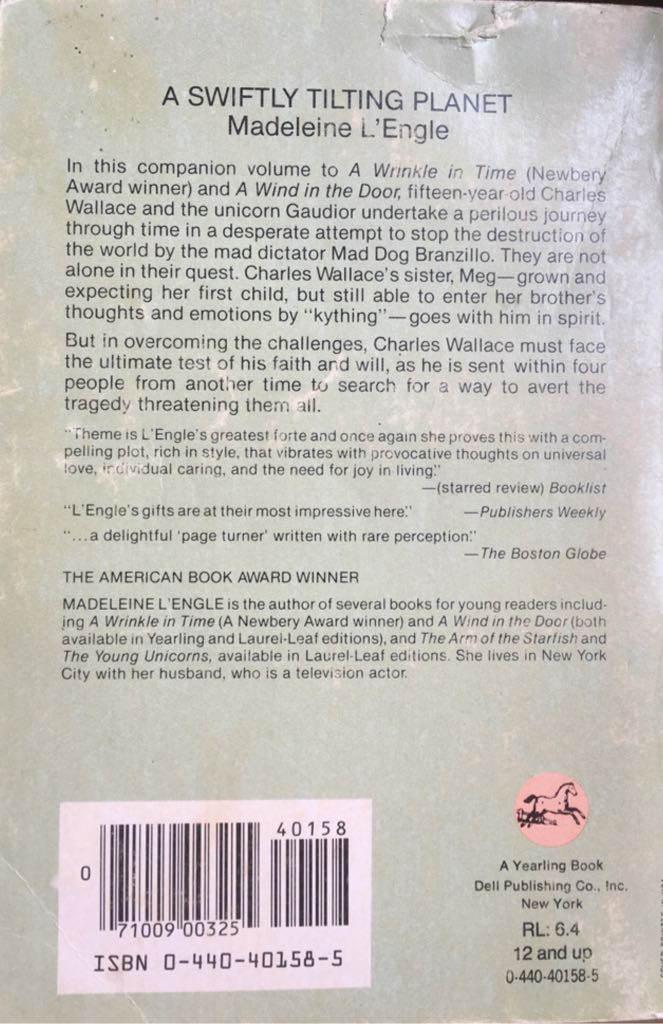 A SWIFTLY TILTING PLANET
Madeleine L'Engle
In this companion volume to A Wrinkle in Time (Newbery
Award winner) and A Wind in the Door, fifteen-year-old Charles
Wallace and the unicorn Gaudior undertake a perilous journey
through time in a desperate attempt to stop the destruction of
the world by the mad dictator Mad Dog Branzillo. They are not
alone in their quest. Charles Wallace's sister, Meg—grown and
expecting her first child, but still able to enter her brother's
thoughts and emotions by "kything"—goes with him in spirit.
But in overcoming the challenges, Charles Wallace must face
the ultimate test of his faith and will, as he is sent within four
people from another time to search for a way to avert the
tragedy threatening them all.
"Theme is L'Engle's greatest forte and once again she proves this with a com-
pelling plot, rich in style, that vibrates with provocative thoughts on universal
love, individual caring, and the need for joy in living."
—(starred review) Booklist
"L'Engle's gifts are at their most impressive here." —Publishers Weekly
"...a delightful 'page turner' written with rare perception."
—The Boston Globe
THE AMERICAN BOOK AWARD WINNER
MADELEINE L'ENGLE is the author of several books for young readers includ-
ing A Wrinkle in Time (A Newbery Award winner) and A Wind in the Door (both
available in Yearling and Laurel-Leaf editions), and The Arm of the Starfish and
The Young Unicorns, available in Laurel-Leaf editions. She lives in New York
City with her husband, who is a television actor.
40158
0
71009 00325
ISBN 0-440-40158-5
A Yearling Book
Dell Publishing Co., Inc.
New York
RL: 6.4
12 and up
0-440-40158-5